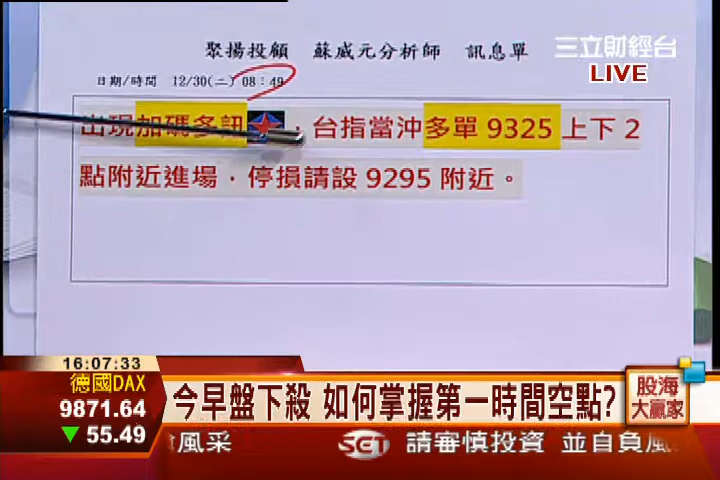 聚揚投顧 蘇威元分析師 訊息單
三立財經台
LIVE
日期/時間 12/30(二) 08:49
出現加碼多訊，台指當沖多單 9325 上下 2
點附近進場，停損請設 9295 附近。
16:07:33
德國DAX
9871.64
▼ 55.49
今早盤下殺 如何掌握第一時間空點?
股海
大贏家
風采 SET 請審慎投資 並自負風